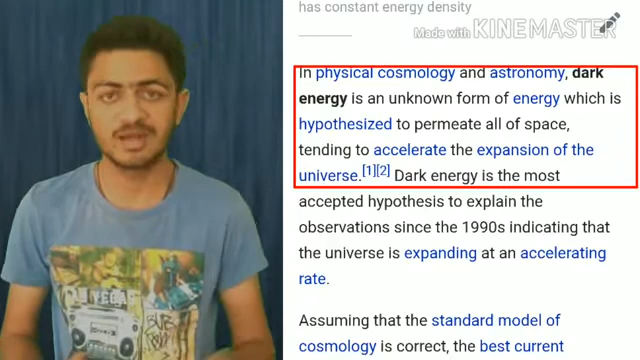 has constant energy density
Made with KINEMASTER
In physical cosmology and astronomy, dark
energy is an unknown form of energy which is
hypothesized to permeate all of space,
tending to accelerate the expansion of the
universe.[1][2] Dark energy is the most
accepted hypothesis to explain the
observations since the 1990s indicating that
the universe is expanding at an accelerating
rate.
Assuming that the standard model of
cosmology is correct, the best current
VEGAS